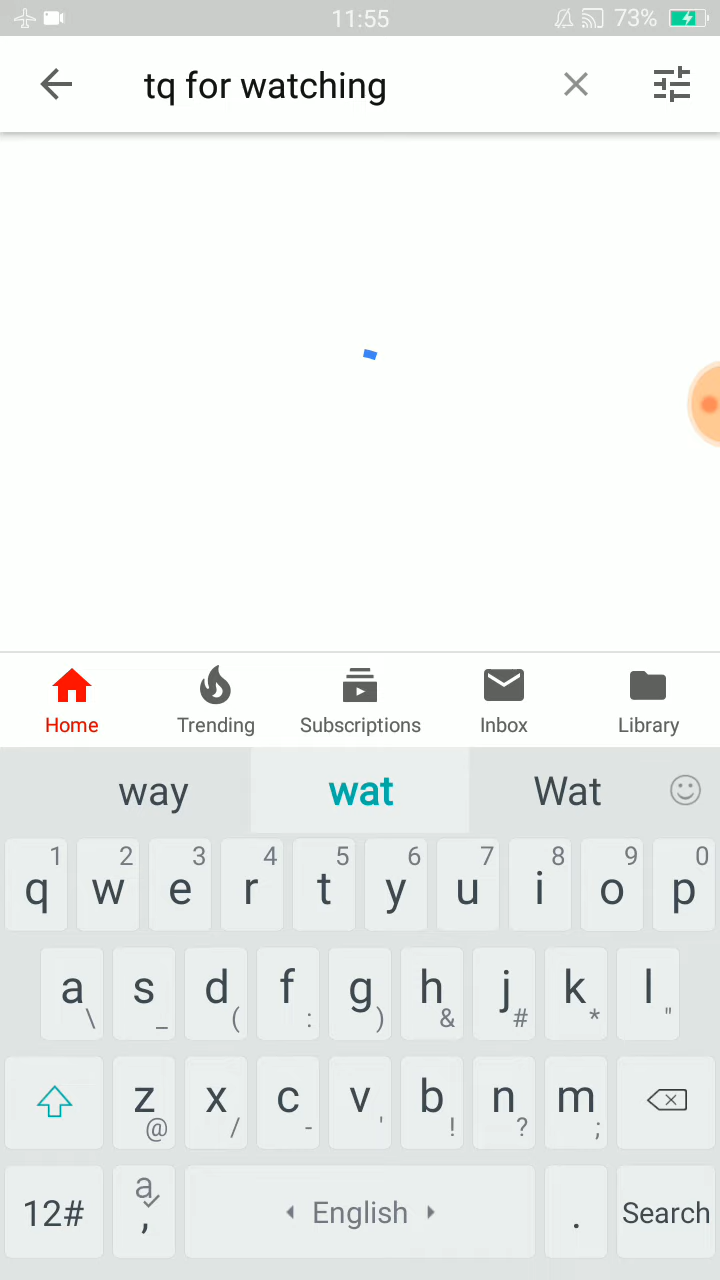 11:55 73%
tq for watching
Home Trending Subscriptions Inbox Library
way wat Wat
1 2 3 4 5 6 7 8 9 0
q w e r t y u i o p
a s d f g h j k l
\ _ ( : ) & # * "
z x c v b n m
@ / - ' ! ? ;
12# a , English . Search